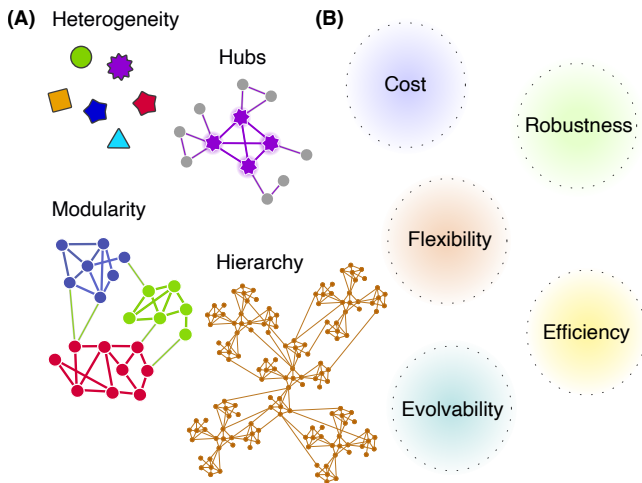 (A)
Heterogeneity
Hubs
Modularity
Hierarchy
(B)
Cost
Robustness
Flexibility
Efficiency
Evolvability